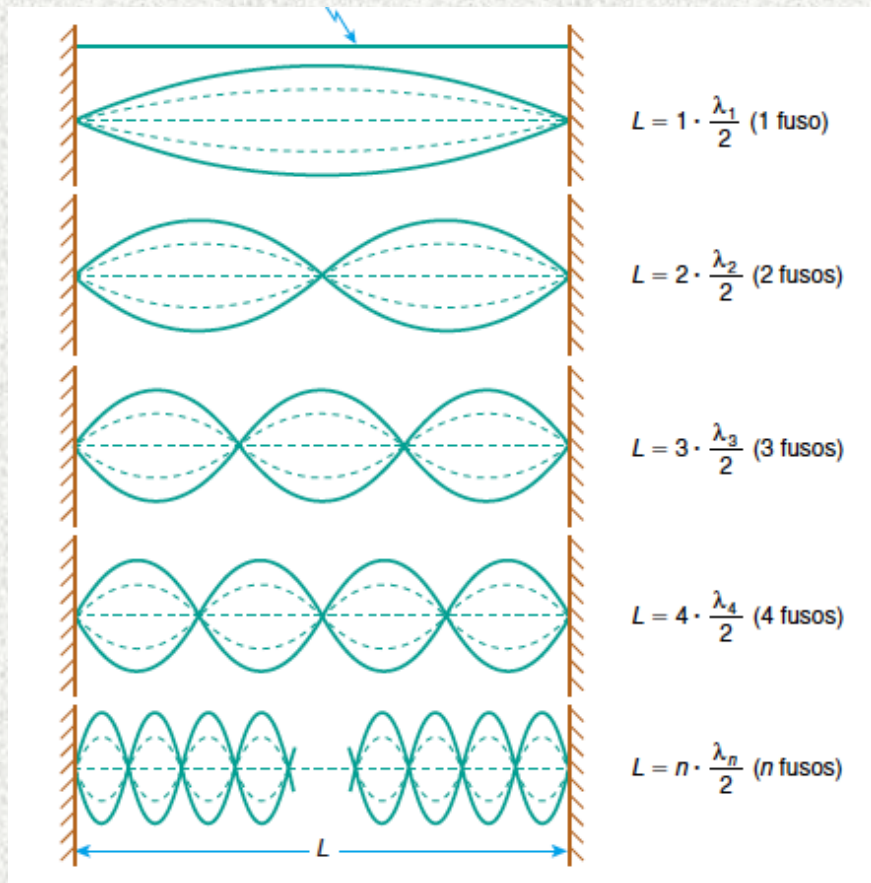 L = 1 · λ₁/2 (1 fuso)
L = 2 · λ₂/2 (2 fusos)
L = 3 · λ₃/2 (3 fusos)
L = 4 · λ₄/2 (4 fusos)
L = n · λₙ/2 (n fusos)
L